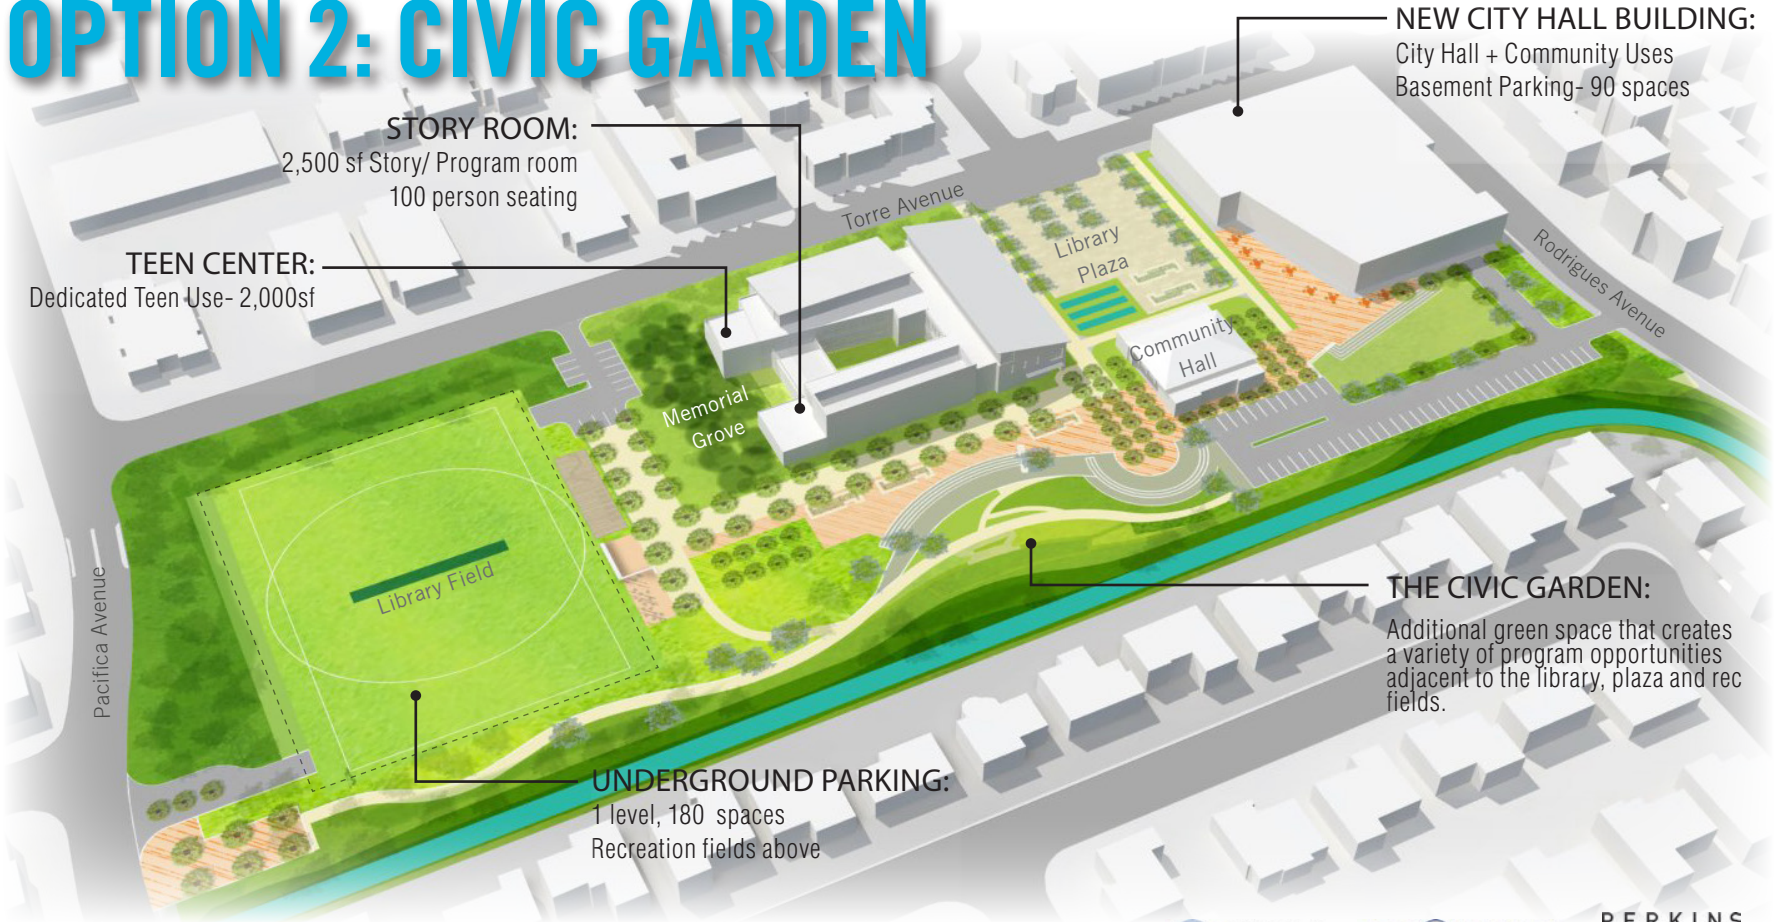 OPTION 2: CIVIC GARDEN
NEW CITY HALL BUILDING:
City Hall + Community Uses
Basement Parking- 90 spaces
STORY ROOM:
2,500 sf Story/ Program room
100 person seating
TEEN CENTER:
Dedicated Teen Use- 2,000sf
Torre Avenue
Library
Plaza
Rodrigues Avenue
Community
Hall
Memorial
Grove
Library Field
Pacifica Avenue
THE CIVIC GARDEN:
Additional green space that creates
a variety of program opportunities
adjacent to the library, plaza and rec
fields.
UNDERGROUND PARKING:
1 level, 180 spaces
Recreation fields above
PERKINS